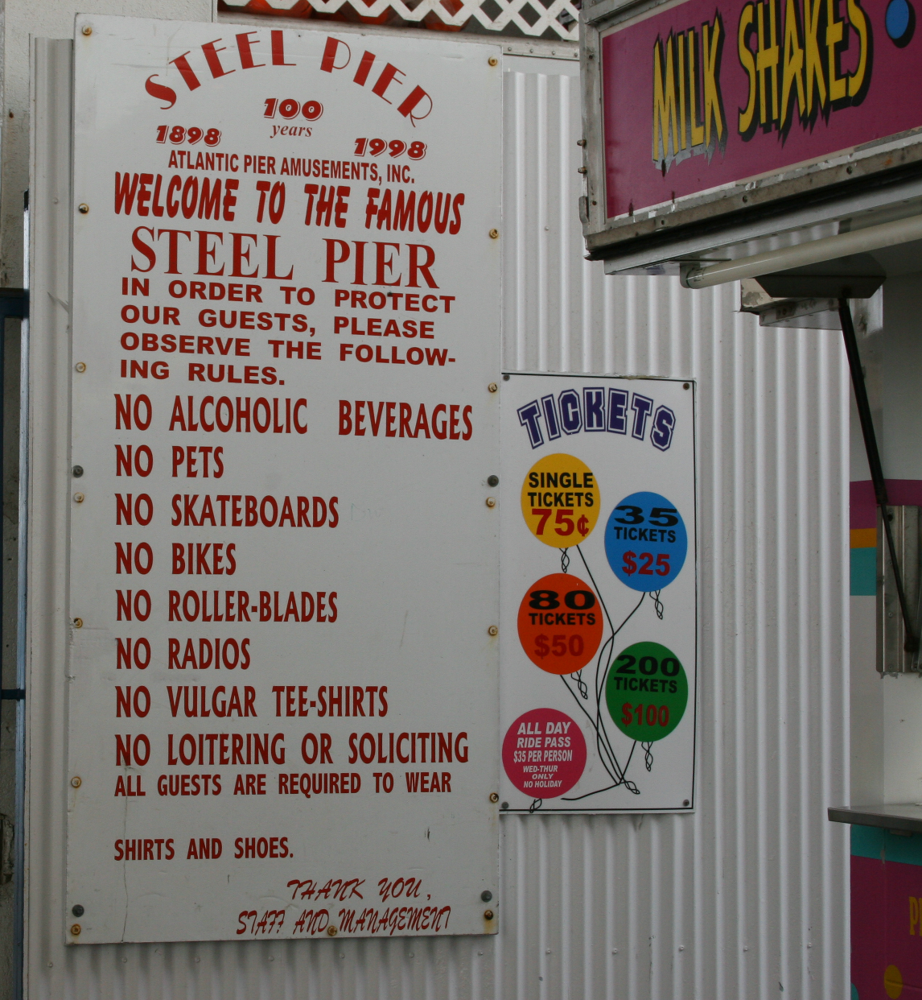 STEEL PIER
100
years
1898
1998
ATLANTIC PIER AMUSEMENTS, INC.
WELCOME TO THE FAMOUS
STEEL PIER
IN ORDER TO PROTECT
OUR GUESTS, PLEASE
OBSERVE THE FOLLOW-
ING RULES.
NO ALCOHOLIC BEVERAGES
NO PETS
NO SKATEBOARDS
NO BIKES
NO ROLLER-BLADES
NO RADIOS
NO VULGAR TEE-SHIRTS
NO LOITERING OR SOLICITING
ALL GUESTS ARE REQUIRED TO WEAR
SHIRTS AND SHOES.
THANK YOU,
STAFF AND MANAGEMENT
TICKETS
SINGLE
TICKETS
75¢
35
TICKETS
$25
80
TICKETS
$50
200
TICKETS
$100
ALL DAY
RIDE PASS
$35 PER PERSON
WED-THUR
ONLY
NO HOLIDAY
MILK SHAKES